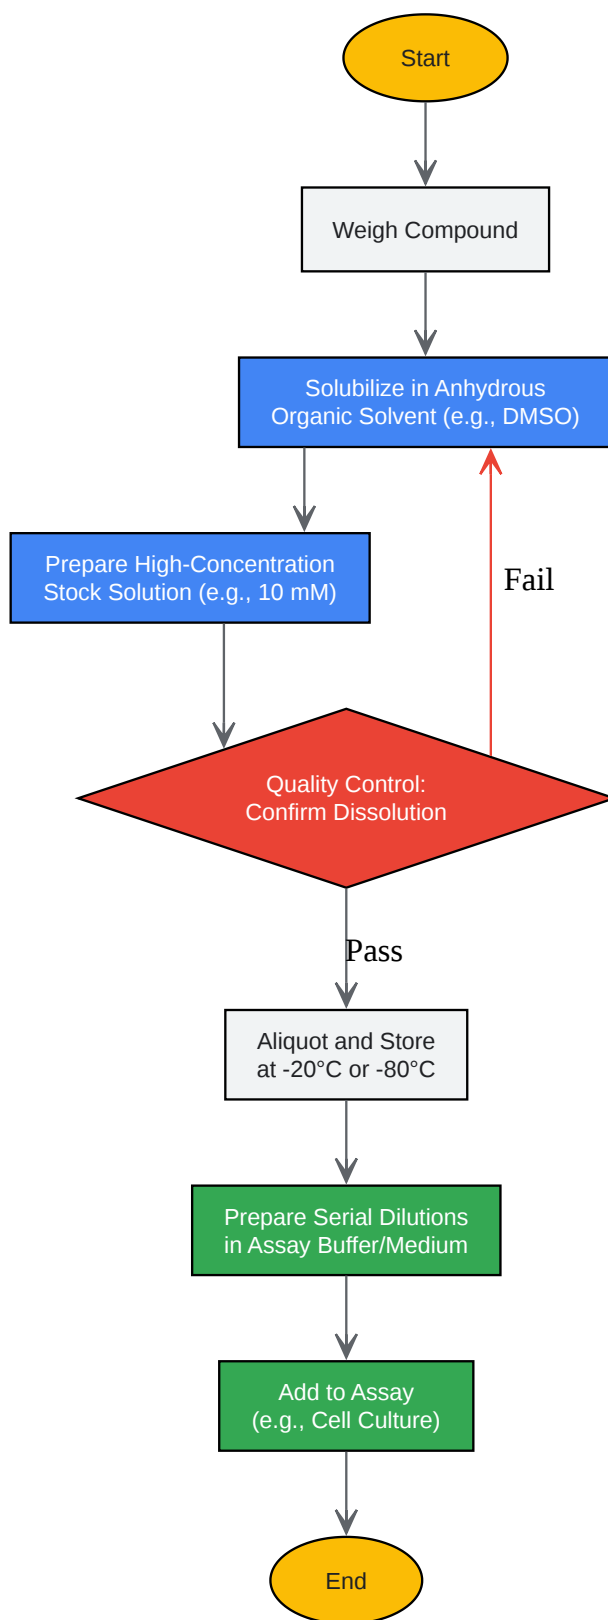 Start
Weigh Compound
Solubilize in Anhydrous
Organic Solvent (e.g., DMSO)
Prepare High-Concentration
Stock Solution (e.g., 10 mM)
Fail
Quality Control:
Confirm Dissolution
Pass
Aliquot and Store
at -20°C or -80°C
Prepare Serial Dilutions
in Assay Buffer/Medium
Add to Assay
(e.g., Cell Culture)
End